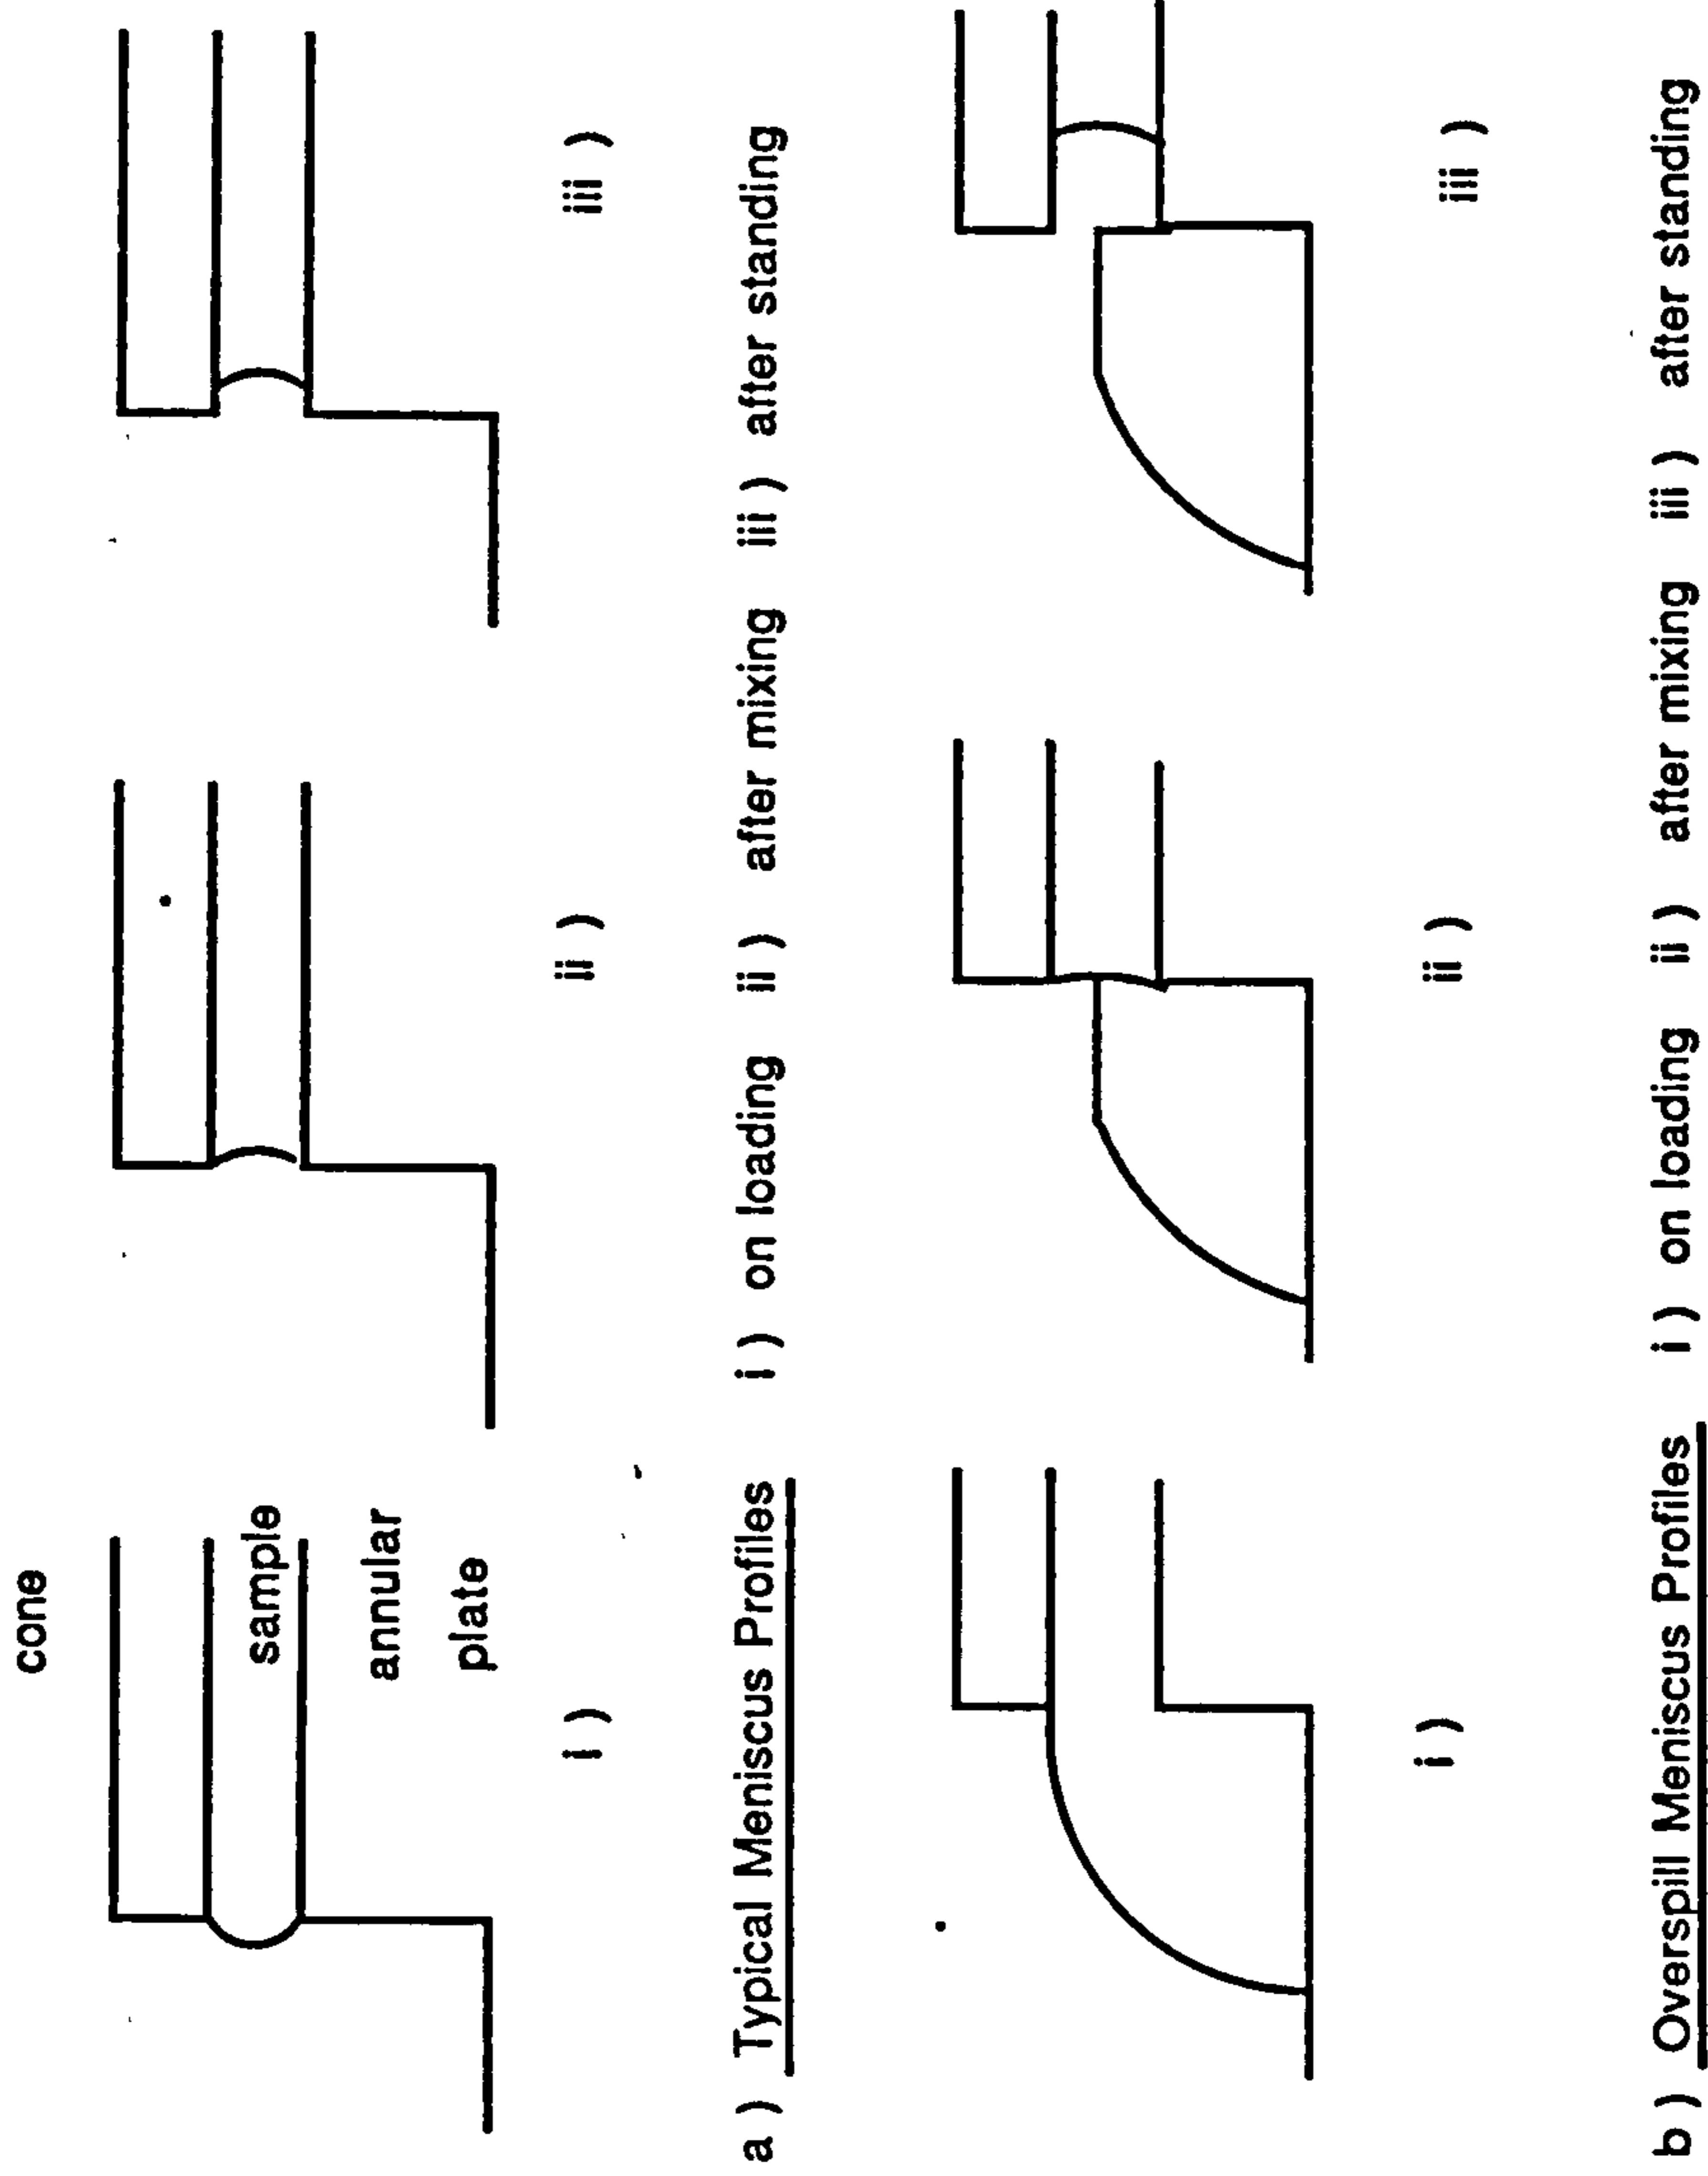 cone
sample
annular
plate
i )
ii )
iii )
a ) Typical Meniscus Profiles i ) on loading ii ) after mixing iii ) after standing
i )
ii )
iii )
b ) Overspill Meniscus Profiles i ) on loading ii ) after mixing iii ) after standing